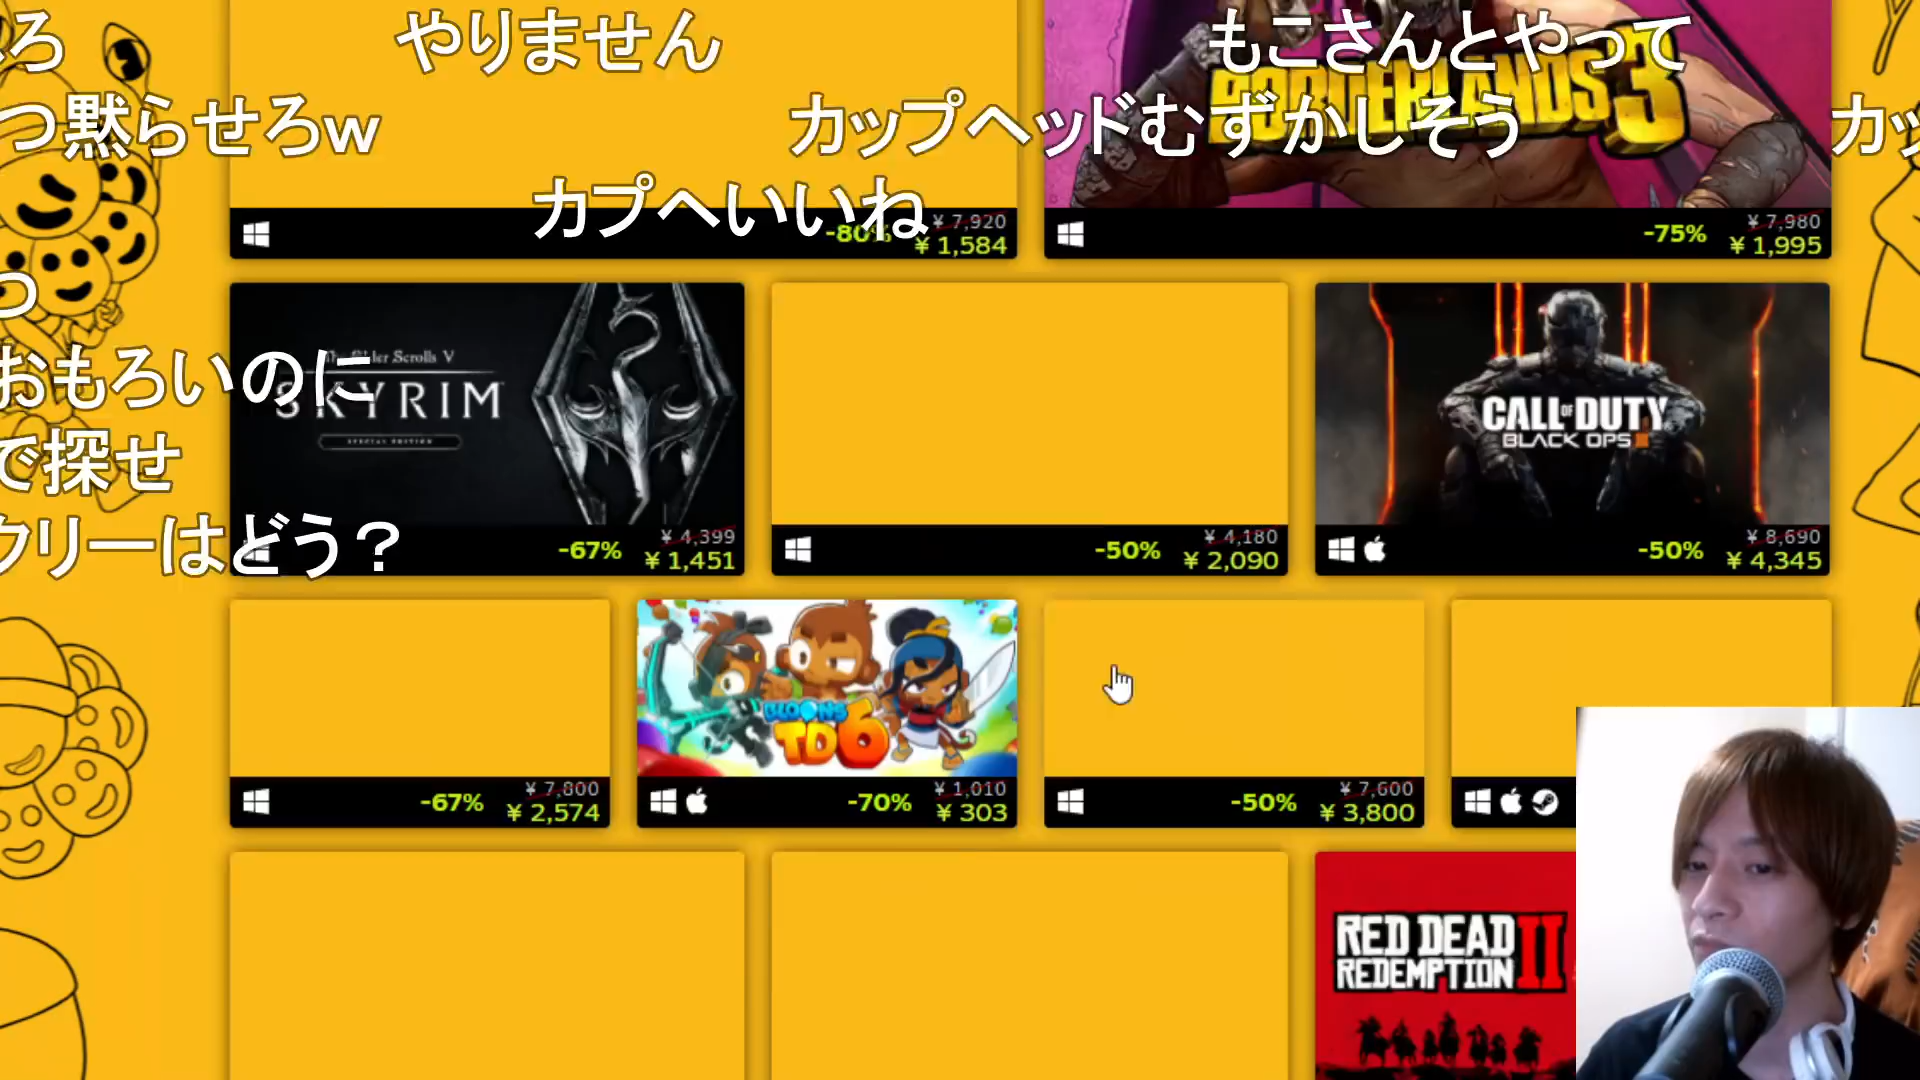 ろ
やりません
もこさんとやって
BORDERLANDS 3
つ黙らせろw
カップヘッドむずかしそう
カッ
カプへいいね
-80%
¥ 7,920
¥ 1,584
-75%
¥ 7,980
¥ 1,995
つ
The Elder Scrolls V
SKYRIM
SPECIAL EDITION
おもろいのに
で探せ
クリーはどう？
CALL OF DUTY
BLACK OPS III
-67%
¥ 4,399
¥ 1,451
-50%
¥ 4,180
¥ 2,090
-50%
¥ 8,690
¥ 4,345
BLOONS
TD6
-67%
¥ 7,800
¥ 2,574
-70%
¥ 1,010
¥ 303
-50%
¥ 7,600
¥ 3,800
RED DEAD
REDEMPTION II